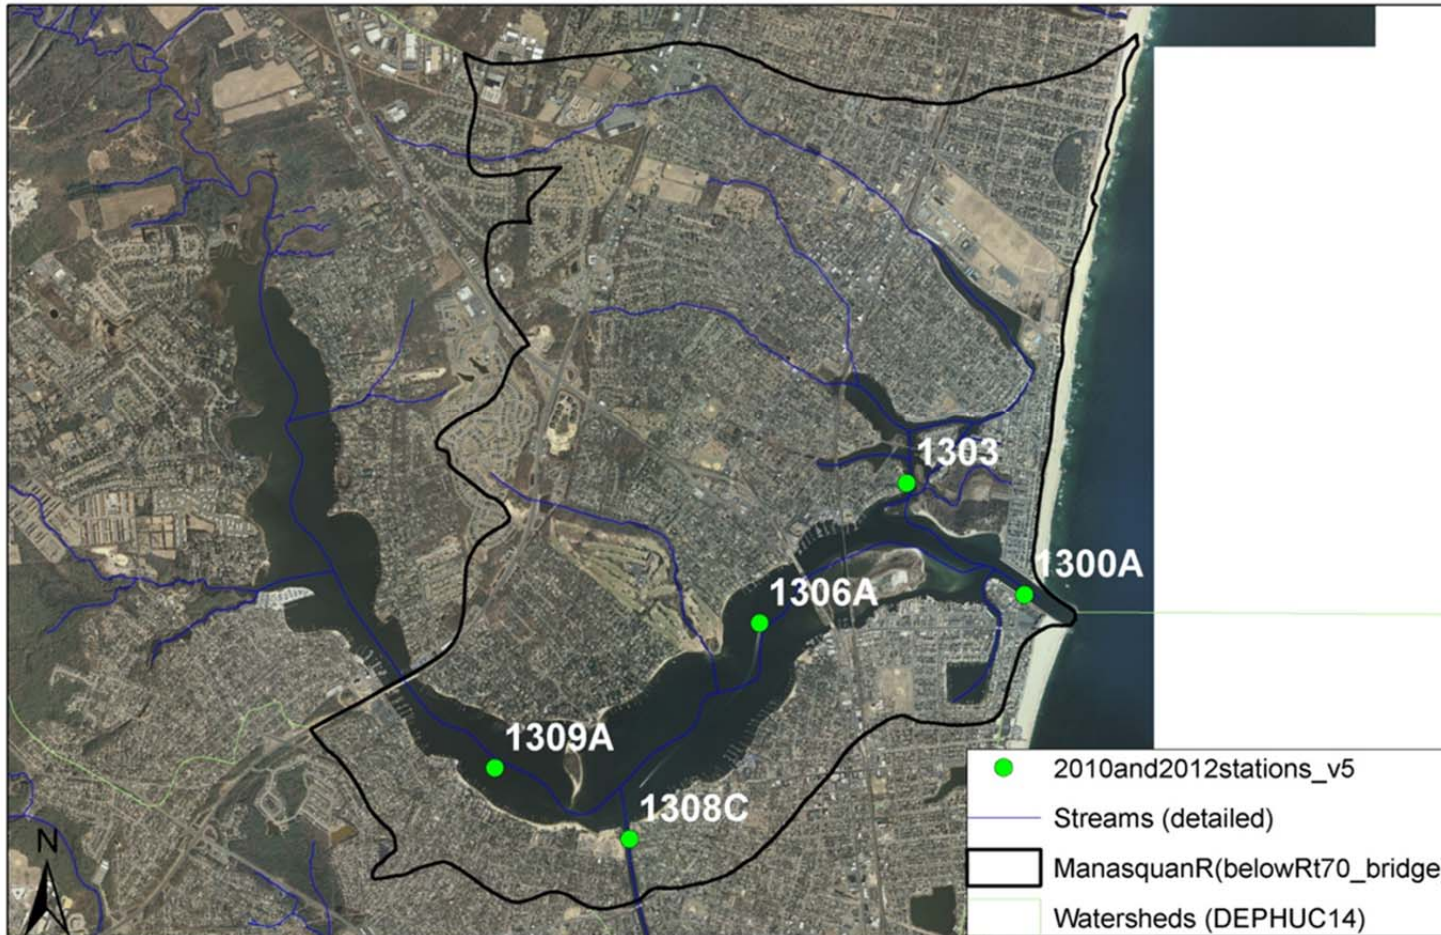 1303
1300A
1306A
1309A
1308C
N
2010and2012stations_v5
Streams (detailed)
ManasquanR(belowRt70_bridge
Watersheds (DEPHUC14)